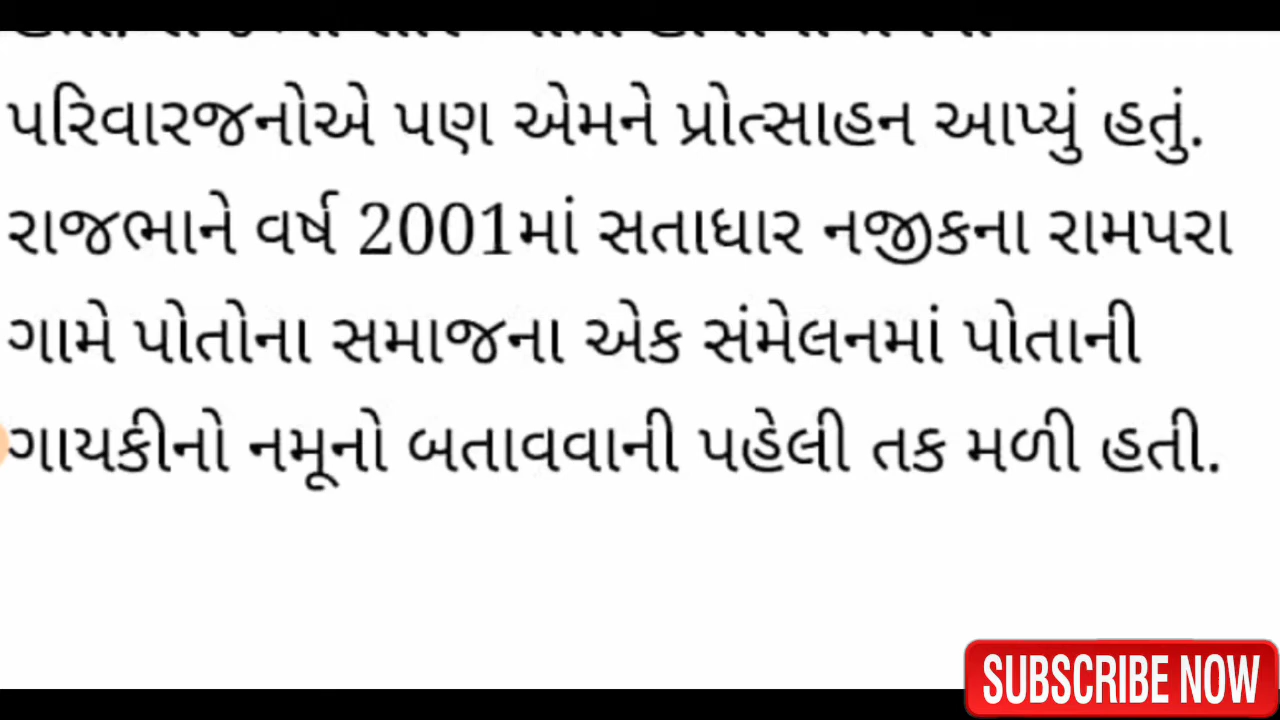 પરિવારજનોએ પણ એમને પ્રોત્સાહન આપ્યું હતું.
રાજભાને વર્ષ 2001માં સતાધાર નજીકના રામપરા
ગામે પોતોના સમાજના એક સંમેલનમાં પોતાની
ગાયકીનો નમૂનો બતાવવાની પહેલી તક મળી હતી.
SUBSCRIBE NOW